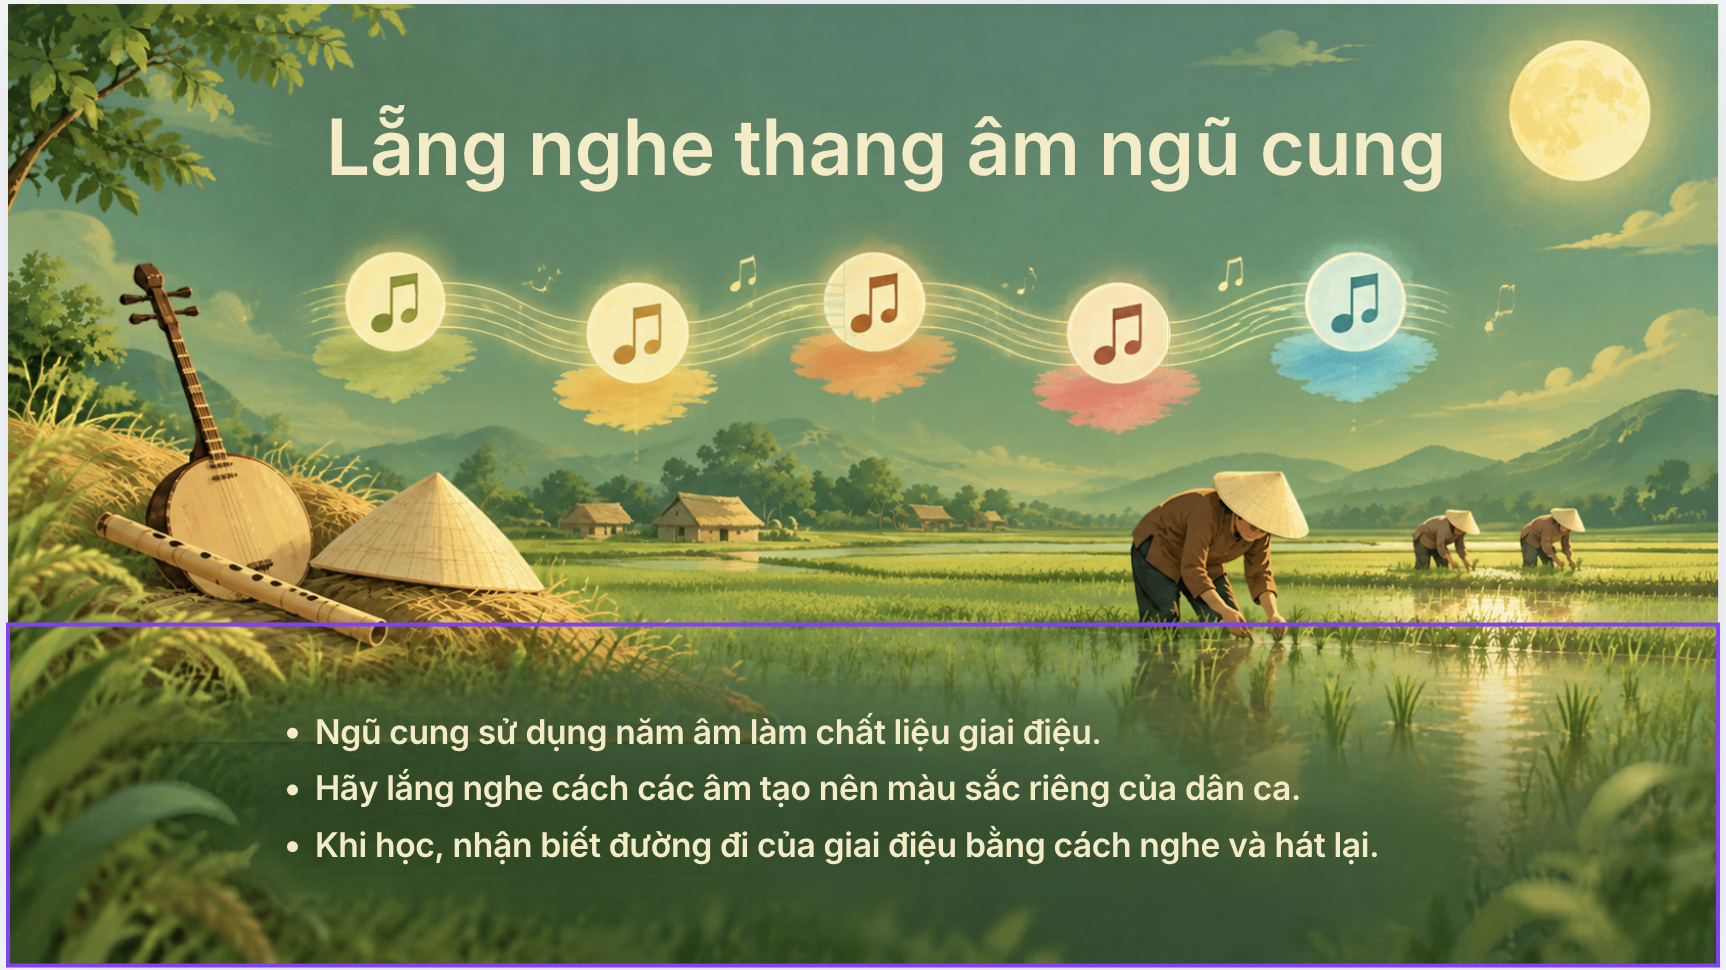 Lẵng nghe thang âm ngũ cung
• Ngũ cung sử dụng năm âm làm chất liệu giai điệu.
• Hãy lắng nghe cách các âm tạo nên màu sắc riêng của dân ca.
• Khi học, nhận biết đường đi của giai điệu bằng cách nghe và hát lại.